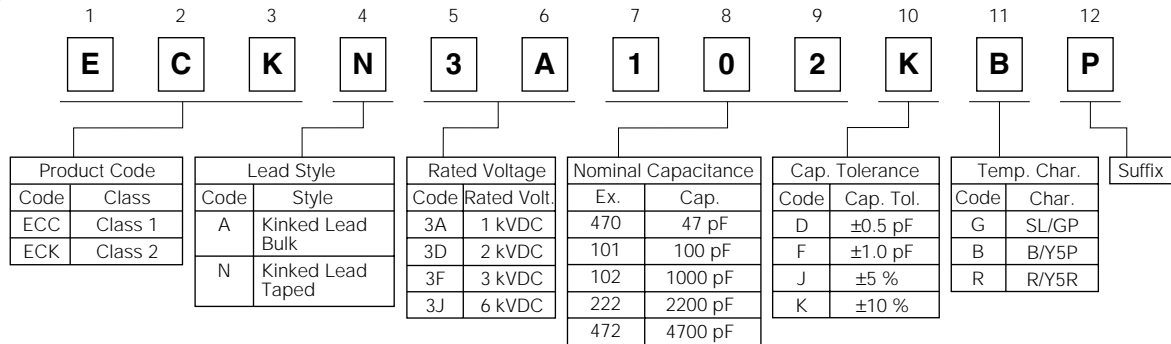 1 2 3 4 5 6 7 8 9 10 11 12
E C K N 3 A 1 0 2 K B P
Product Code
Code Class
ECC Class 1
ECK Class 2
Lead Style
Code Style
A Kinked Lead
Bulk
N Kinked Lead
Taped
Rated Voltage
Code Rated Volt.
3A 1 kVDC
3D 2 kVDC
3F 3 kVDC
3J 6 kVDC
Nominal Capacitance
Ex. Cap.
470 47 pF
101 100 pF
102 1000 pF
222 2200 pF
472 4700 pF
Cap. Tolerance
Code Cap. Tol.
D ±0.5 pF
F ±1.0 pF
J ±5 %
K ±10 %
Temp. Char.
Code Char.
G SL/GP
B B/Y5P
R R/Y5R
Suffix